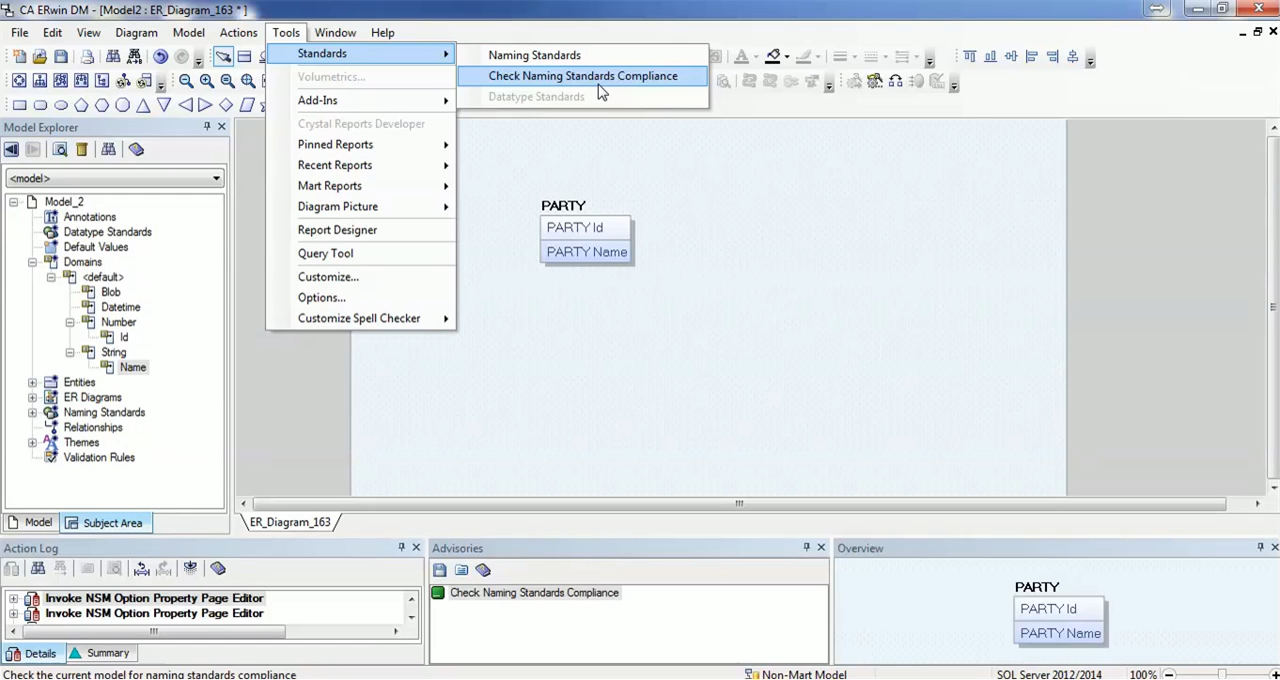 CA ERwin DM - [Model2 : ER_Diagram_163 * ]
File Edit View Diagram Model Actions Tools Window Help
Standards
Volumetrics...
Add-Ins
Crystal Reports Developer
Pinned Reports
Recent Reports
Mart Reports
Diagram Picture
Report Designer
Query Tool
Customize...
Options...
Customize Spell Checker
Naming Standards
Check Naming Standards Compliance
Datatype Standards
Model Explorer
<model>
Model_2
Annotations
Datatype Standards
Default Values
Domains
<default>
Blob
Datetime
Number
Id
String
Name
Entities
ER Diagrams
Naming Standards
Relationships
Themes
Validation Rules
Model Subject Area
PARTY
PARTY Id
PARTY Name
ER_Diagram_163
Action Log
Invoke NSM Option Property Page Editor
Invoke NSM Option Property Page Editor
Details Summary
Advisories
Check Naming Standards Compliance
Overview
PARTY
PARTY Id
PARTY Name
Check the current model for naming standards compliance
Non-Mart Model
SQL Server 2012/2014
100%